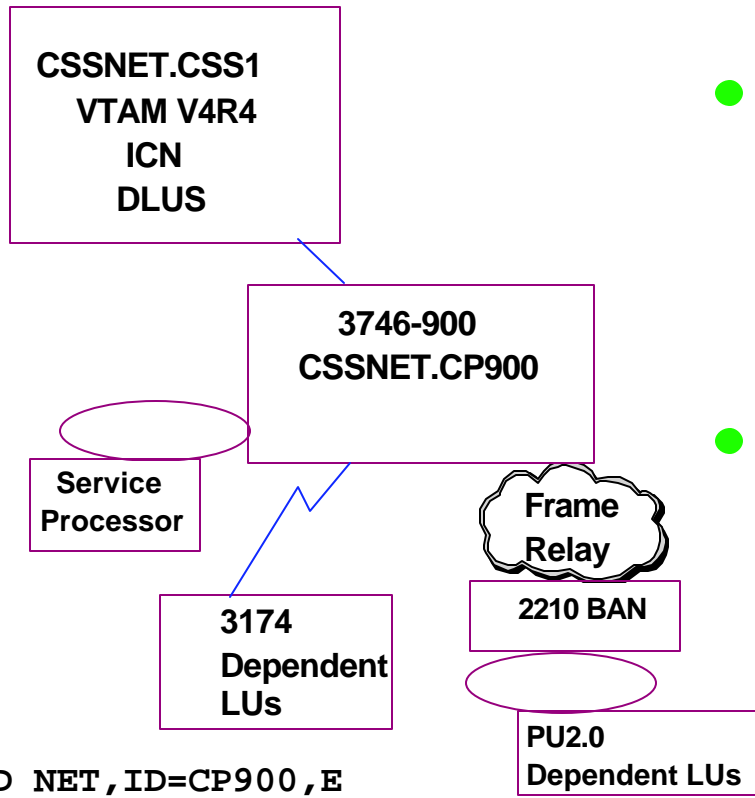 CSSNET.CSS1
VTAM V4R4
ICN
DLUS
3746-900
CSSNET.CP900
Service
Processor
Frame
Relay
2210 BAN
3174
Dependent
LUs
PU2.0
Dependent LUs
D NET,ID=CP900,E